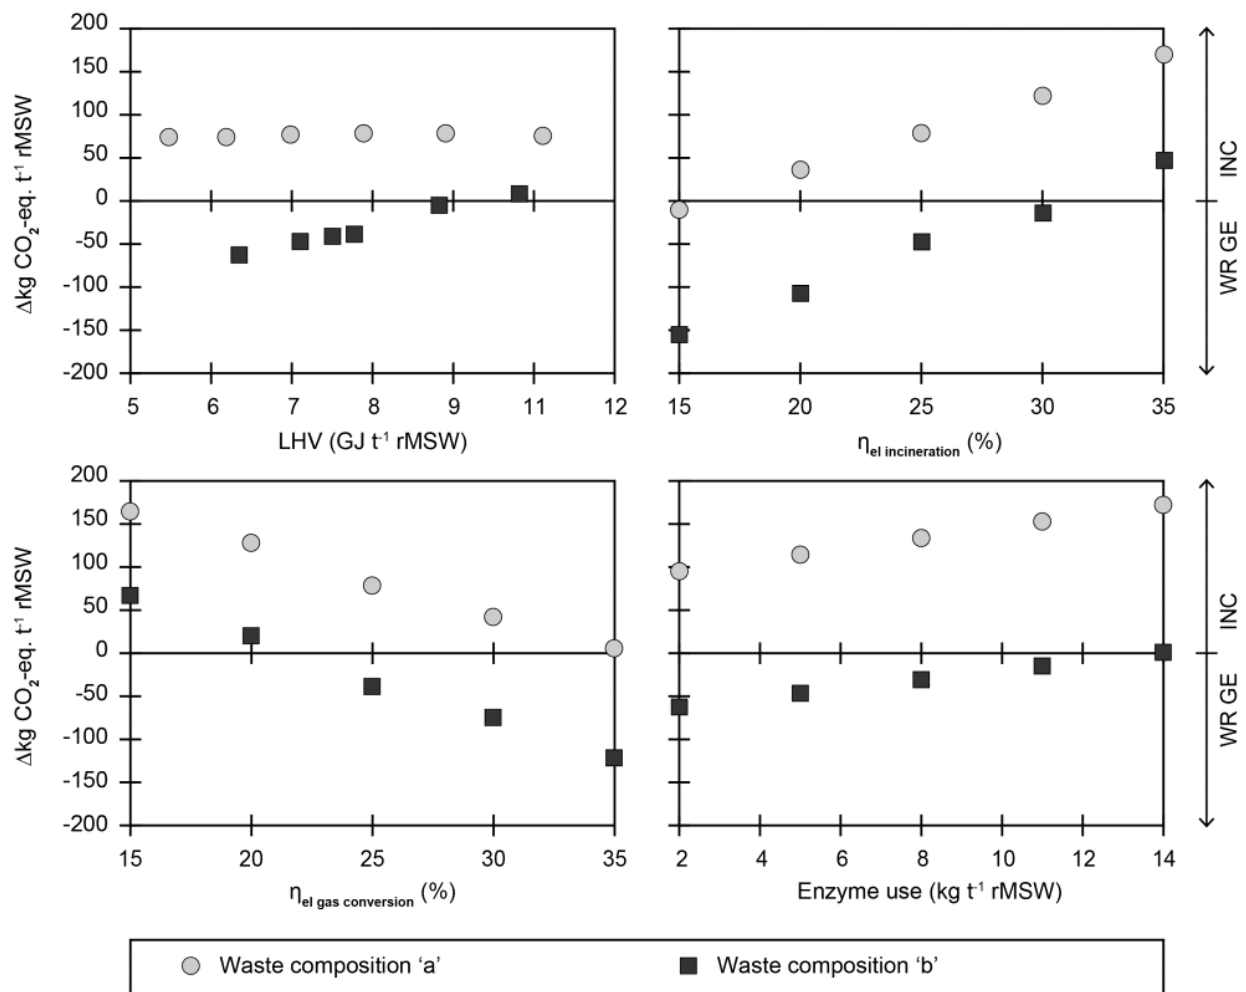 200
150
100
50
0
-50
-100
-150
-200
Δkg CO₂-eq. t⁻¹ rMSW
5 6 7 8 9 11 12
LHV (GJ t⁻¹ rMSW)
15 20 25 30 35
η el incineration (%)
INC
WR GE
200
150
100
50
0
-50
-100
-150
-200
Δkg CO₂-eq. t⁻¹ rMSW
15 20 25 30 35
η el gas conversion (%)
2 4 6 8 10 12 14
Enzyme use (kg t⁻¹ rMSW)
INC
WR GE
Waste composition ‘a’ Waste composition ‘b’